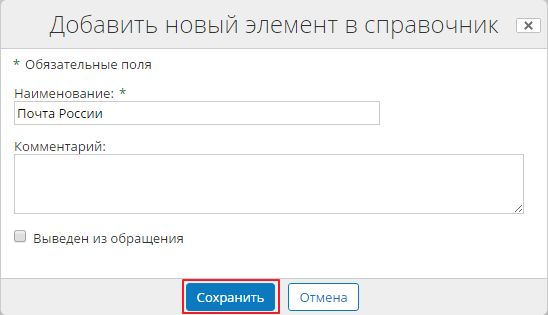 Добавить новый элемент в справочник
* Обязательные поля
Наименование: *
Почта России
Комментарий:
Выведен из обращения
Сохранить Отмена